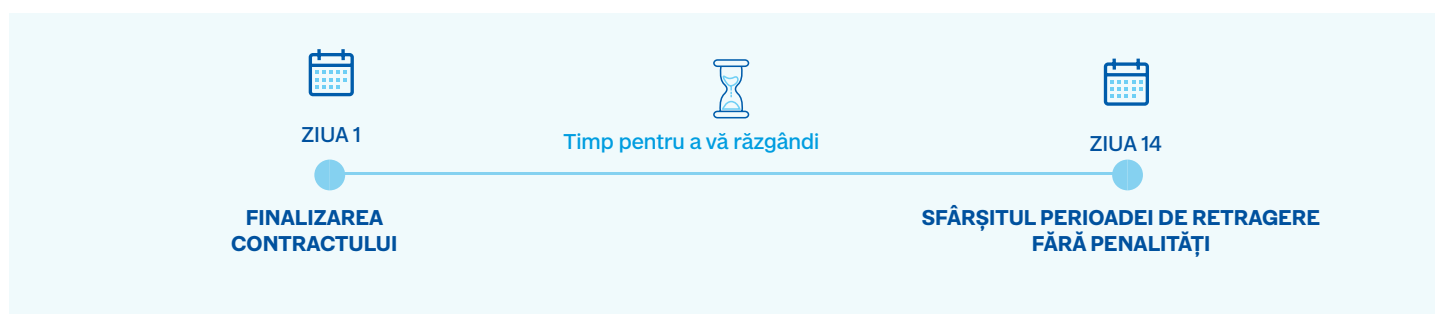 ZIUA 1
Timp pentru a vă răzgândi
ZIUA 14
FINALIZAREA
CONTRACTULUI
SFÂRȘITUL PERIOADEI DE RETRAGERE
FĂRĂ PENALITĂȚI